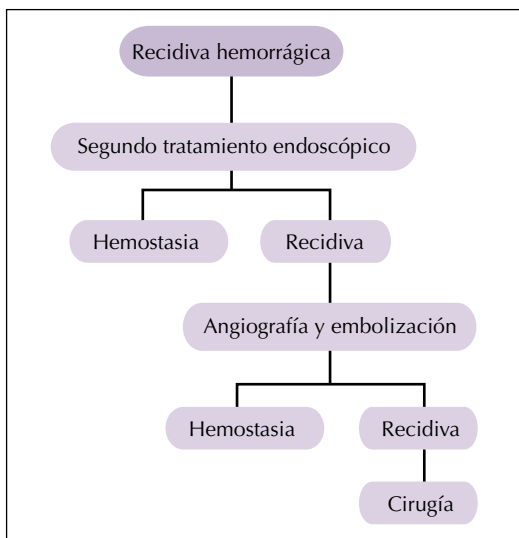 Recidiva hemorrágica
Segundo tratamiento endoscópico
Hemostasia
Recidiva
Angiografía y embolización
Hemostasia
Recidiva
Cirugía